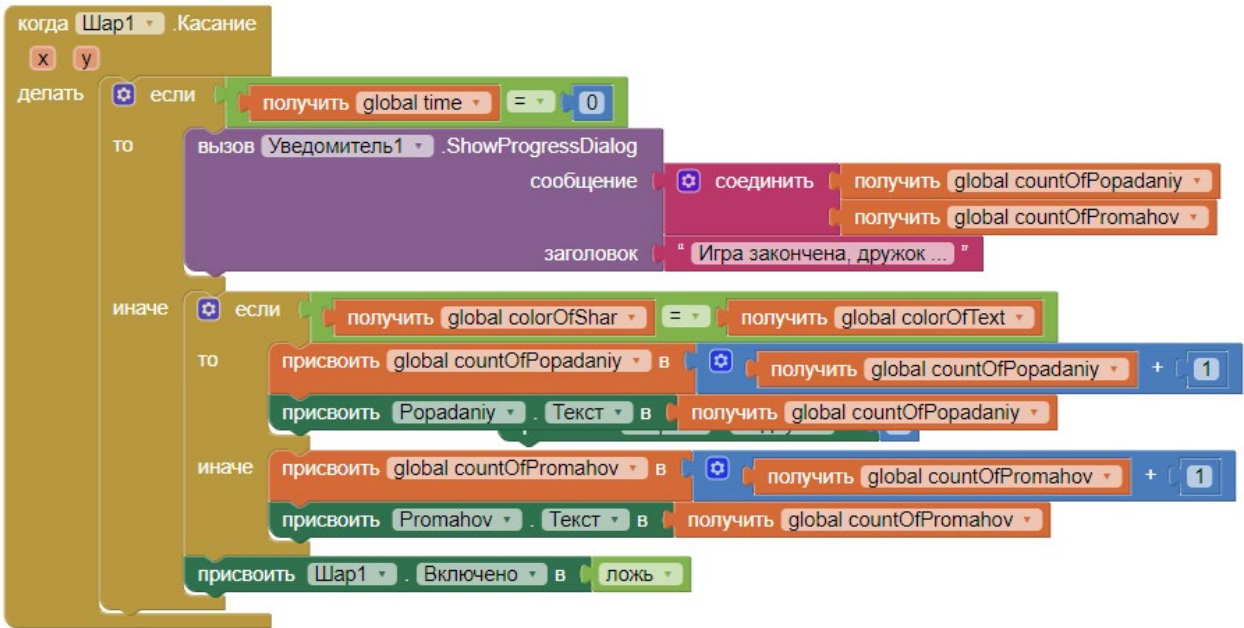 когда Шар1 .Касание
x y
делать если получить global time = 0
то вызов Уведомитель1 .ShowProgressDialog
сообщение соединить получить global countOfPopadaniy
получить global countOfPromahov
заголовок " Игра закончена, дружок ... "
иначе если получить global colorOfShar = получить global colorOfText
то присвоить global countOfPopadaniy в получить global countOfPopadaniy + 1
присвоить Popadaniy . Текст в получить global countOfPopadaniy
иначе присвоить global countOfPromahov в получить global countOfPromahov + 1
присвоить Promahov . Текст в получить global countOfPromahov
присвоить Шар1 . Включено в ложь